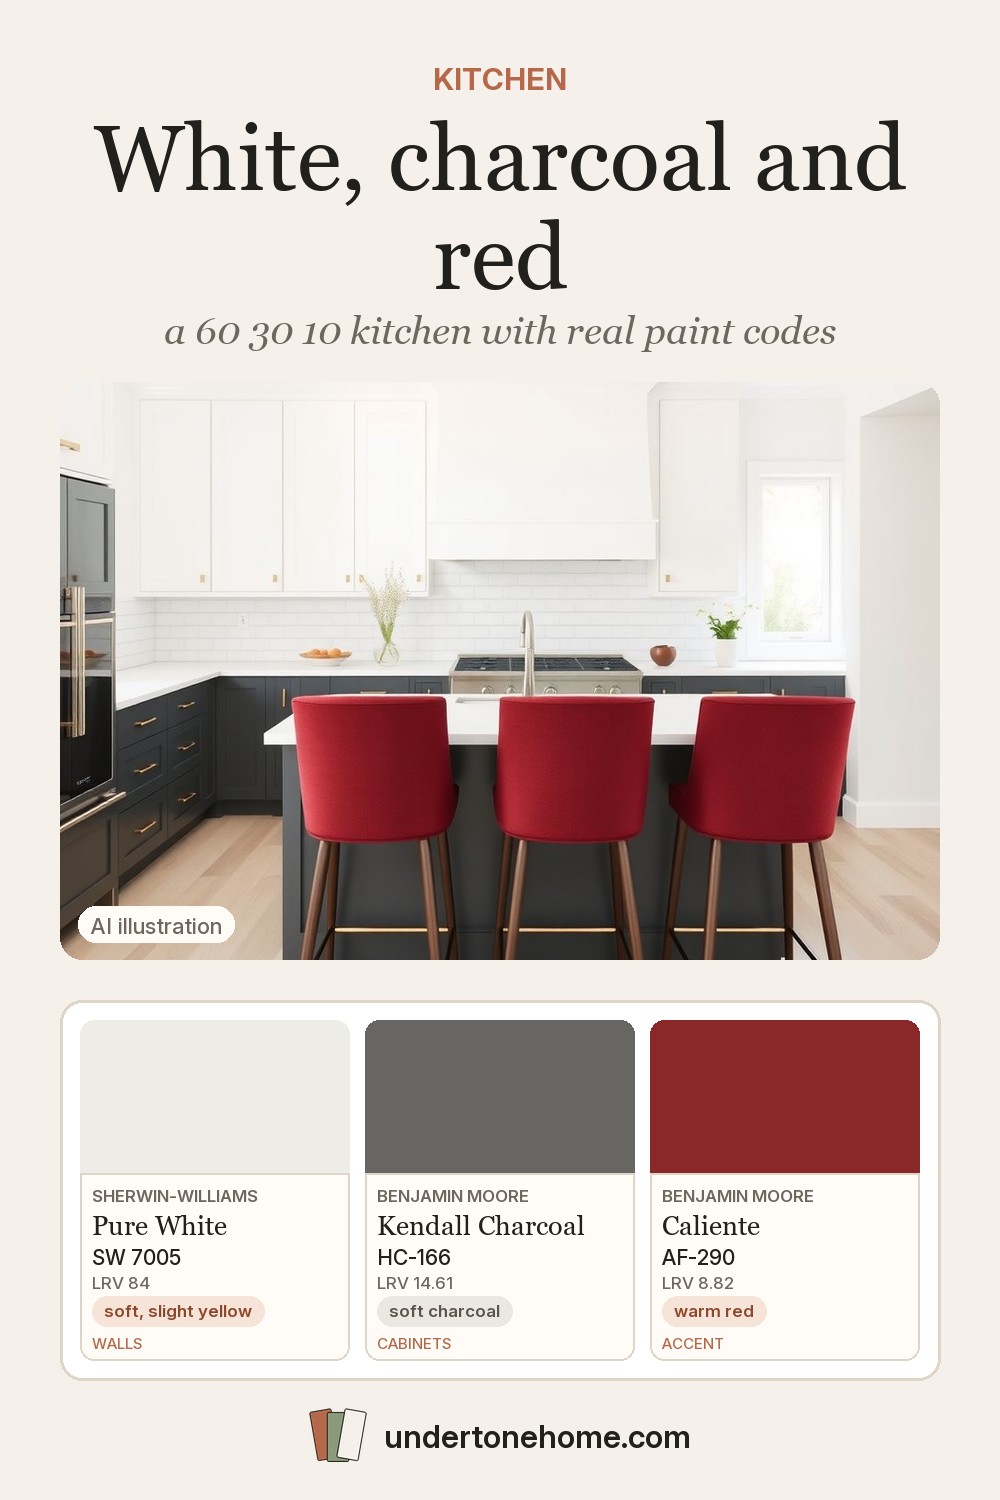 KITCHEN
White, charcoal and
red
a 60 30 10 kitchen with real paint codes
AI illustration
SHERWIN-WILLIAMS
Pure White
SW 7005
LRV 84
soft, slight yellow
WALLS
BENJAMIN MOORE
Kendall Charcoal
HC-166
LRV 14.61
soft charcoal
CABINETS
BENJAMIN MOORE
Caliente
AF-290
LRV 8.82
warm red
ACCENT
undertonehome.com